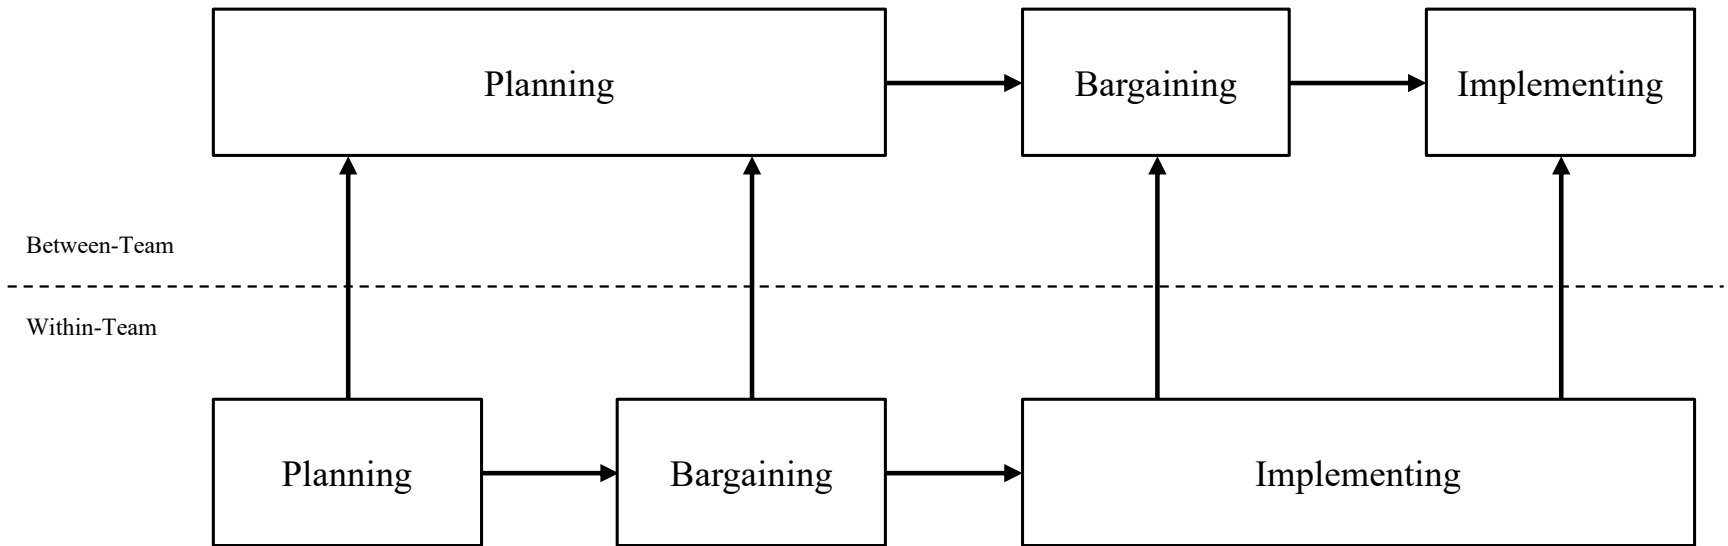 Planning
Bargaining
Implementing
Between-Team
Within-Team
Planning
Bargaining
Implementing